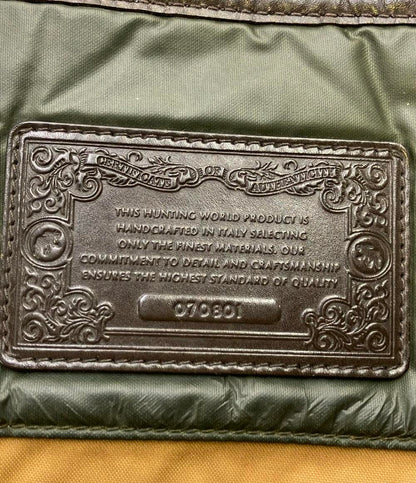 CERTIFICATE OF AUTHENTICITY
THIS HUNTING WORLD PRODUCT IS
HANDCRAFTED IN ITALY SELECTING
ONLY THE FINEST MATERIALS. OUR
COMMITMENT TO DETAIL AND CRAFTSMANSHIP
ENSURES THE HIGHEST STANDARD OF QUALITY
070801